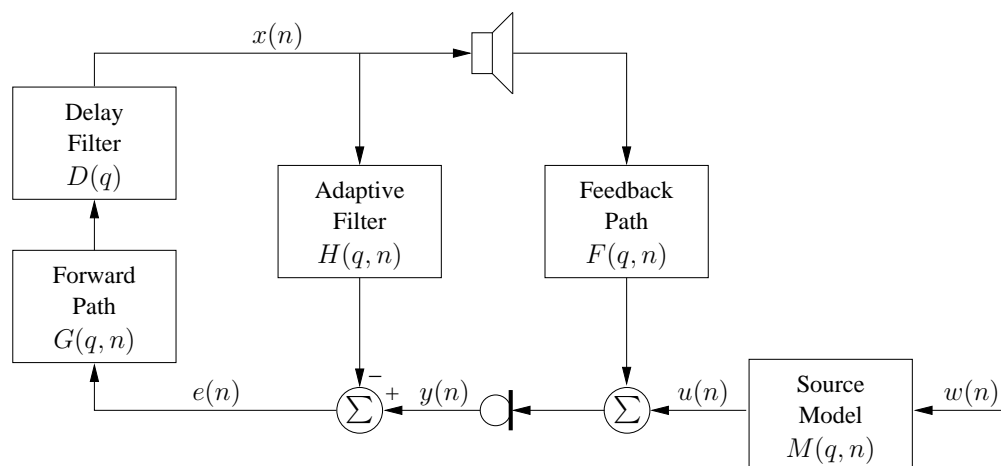 x(n)
Delay
Filter
D(q)
Adaptive
Filter
H(q, n)
Feedback
Path
F(q, n)
Forward
Path
G(q, n)
e(n)
−
+
∑
y(n)
∑
u(n)
Source
Model
M(q, n)
w(n)